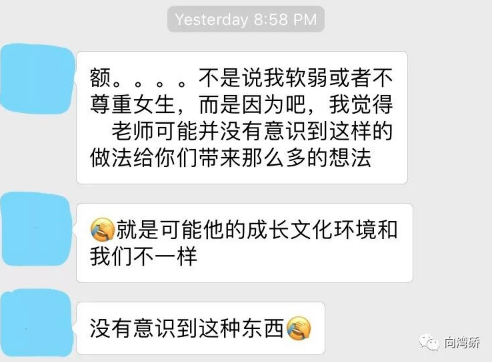 Yesterday 8:58 PM
额。。。。不是说我软弱或者不
尊重女生，而是因为吧，我觉得
老师可能并没有意识到这样的
做法给你们带来那么多的想法
就是可能他的成长文化环境和
我们不一样
没有意识到这种东西
向鸿硚